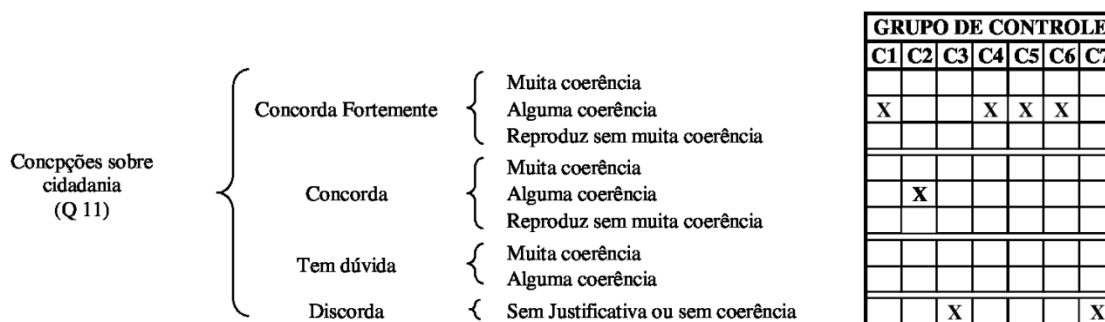 GRUPO DE CONTROLE
C1 C2 C3 C4 C5 C6 C7
Muita coerência
Concorda Fortemente
Alguma coerência
X X X X
Reproduz sem muita coerência
Concpções sobre
cidadania
(Q 11)
Muita coerência
Concorda
Alguma coerência
X
Reproduz sem muita coerência
Tem dúvida
Muita coerência
Alguma coerência
Discorda
Sem Justificativa ou sem coerência
X X